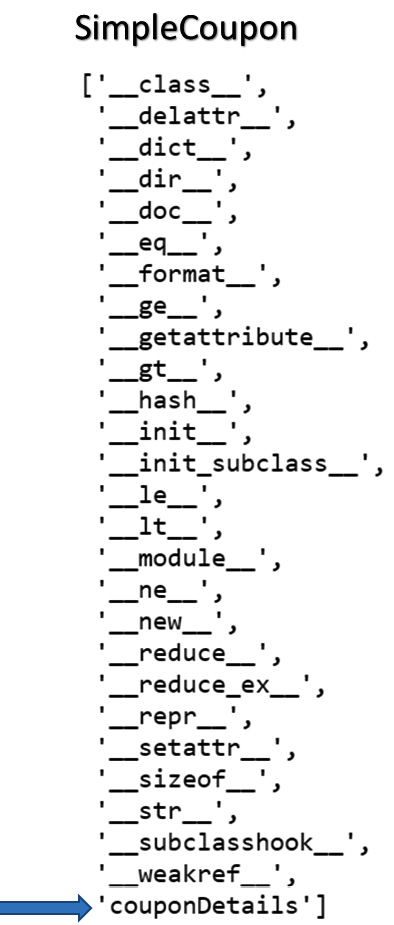 SimpleCoupon
['__class__',
'__delattr__',
'__dict__',
'__dir__',
'__doc__',
'__eq__',
'__format__',
'__ge__',
'__getattribute__',
'__gt__',
'__hash__',
'__init__',
'__init_subclass__',
'__le__',
'__lt__',
'__module__',
'__ne__',
'__new__',
'__reduce__',
'__reduce_ex__',
'__repr__',
'__setattr__',
'__sizeof__',
'__str__',
'__subclasshook__',
'__weakref__',
'couponDetails']